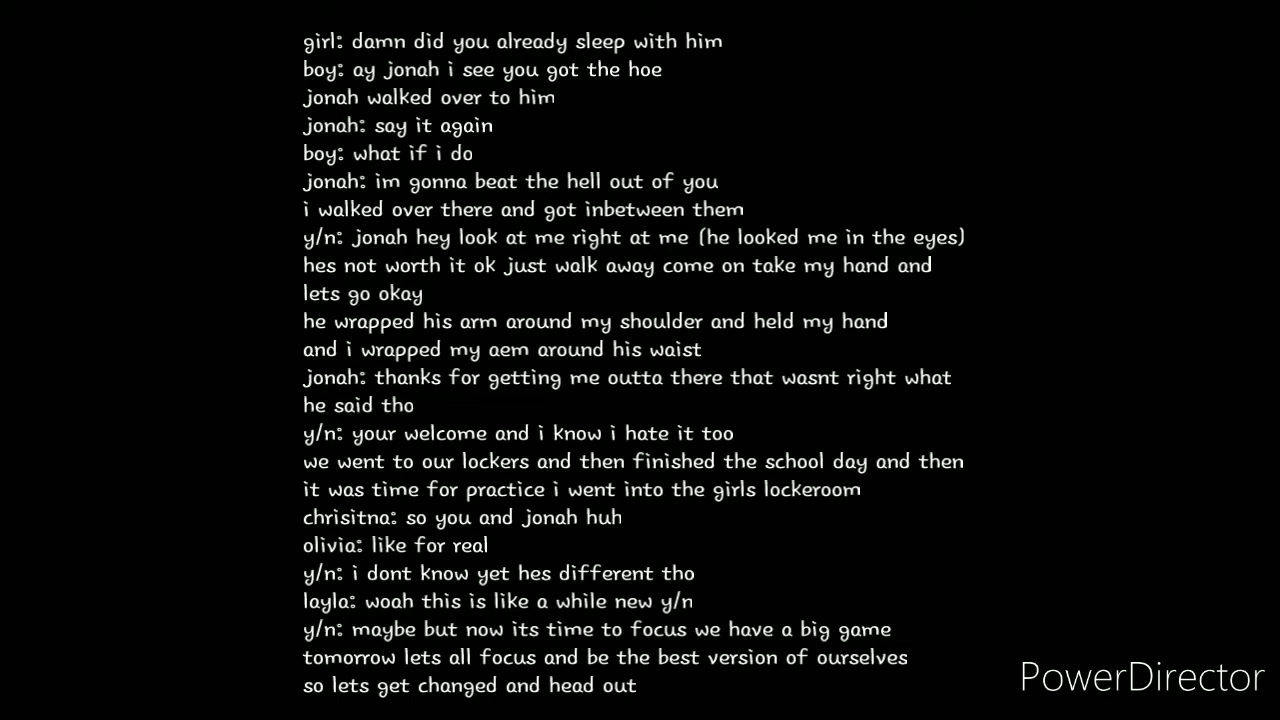 girl: damn did you already sleep with him
boy: ay jonah i see you got the hoe
jonah walked over to him
jonah: say it again
boy: what if i do
jonah: im gonna beat the hell out of you
i walked over there and got inbetween them
y/n: jonah hey look at me right at me (he looked me in the eyes)
hes not worth it ok just walk away come on take my hand and
lets go okay
he wrapped his arm around my shoulder and held my hand
and i wrapped my aem around his waist
jonah: thanks for getting me outta there that wasnt right what
he said tho
y/n: your welcome and i know i hate it too
we went to our lockers and then finished the school day and then
it was time for practice i went into the girls lockeroom
chrisitna: so you and jonah huh
olivia: like for real
y/n: i dont know yet hes different tho
layla: woah this is like a while new y/n
y/n: maybe but now its time to focus we have a big game
tomorrow lets all focus and be the best version of ourselves
so lets get changed and head out
PowerDirector